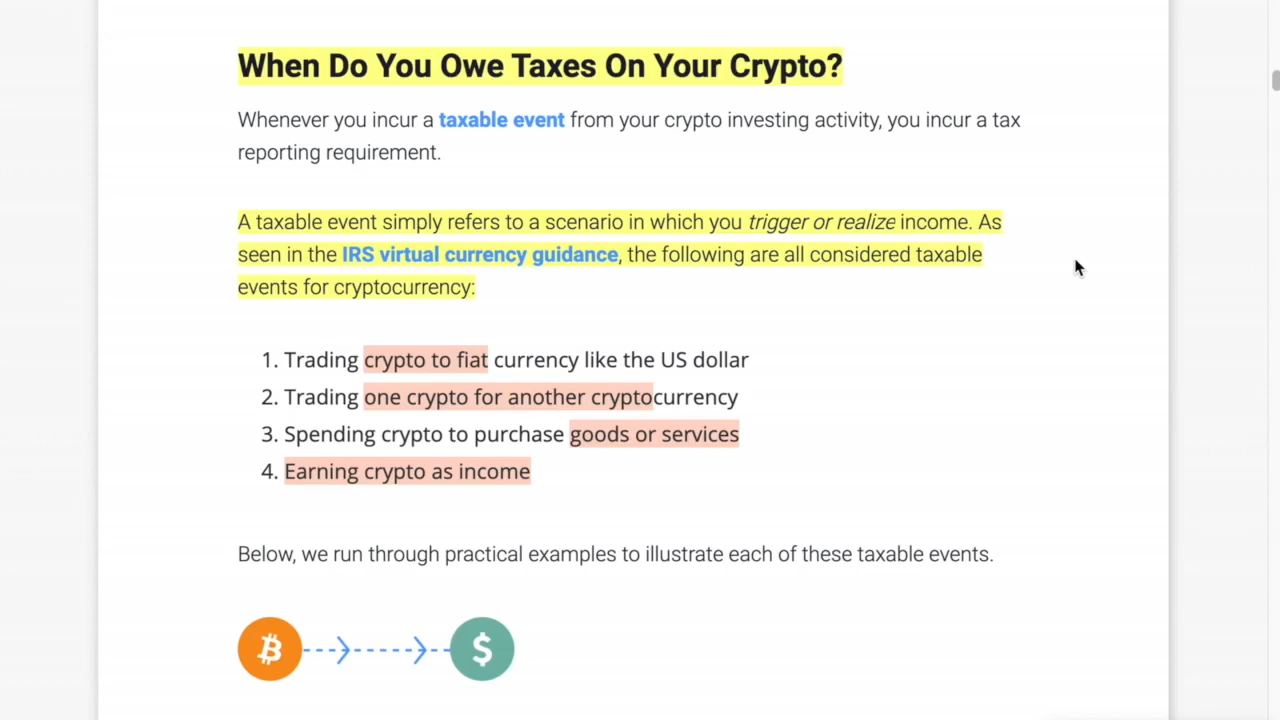 When Do You Owe Taxes On Your Crypto?
Whenever you incur a taxable event from your crypto investing activity, you incur a tax
reporting requirement.
A taxable event simply refers to a scenario in which you trigger or realize income. As
seen in the IRS virtual currency guidance, the following are all considered taxable
events for cryptocurrency:
1. Trading crypto to fiat currency like the US dollar
2. Trading one crypto for another cryptocurrency
3. Spending crypto to purchase goods or services
4. Earning crypto as income
Below, we run through practical examples to illustrate each of these taxable events.
₿ $